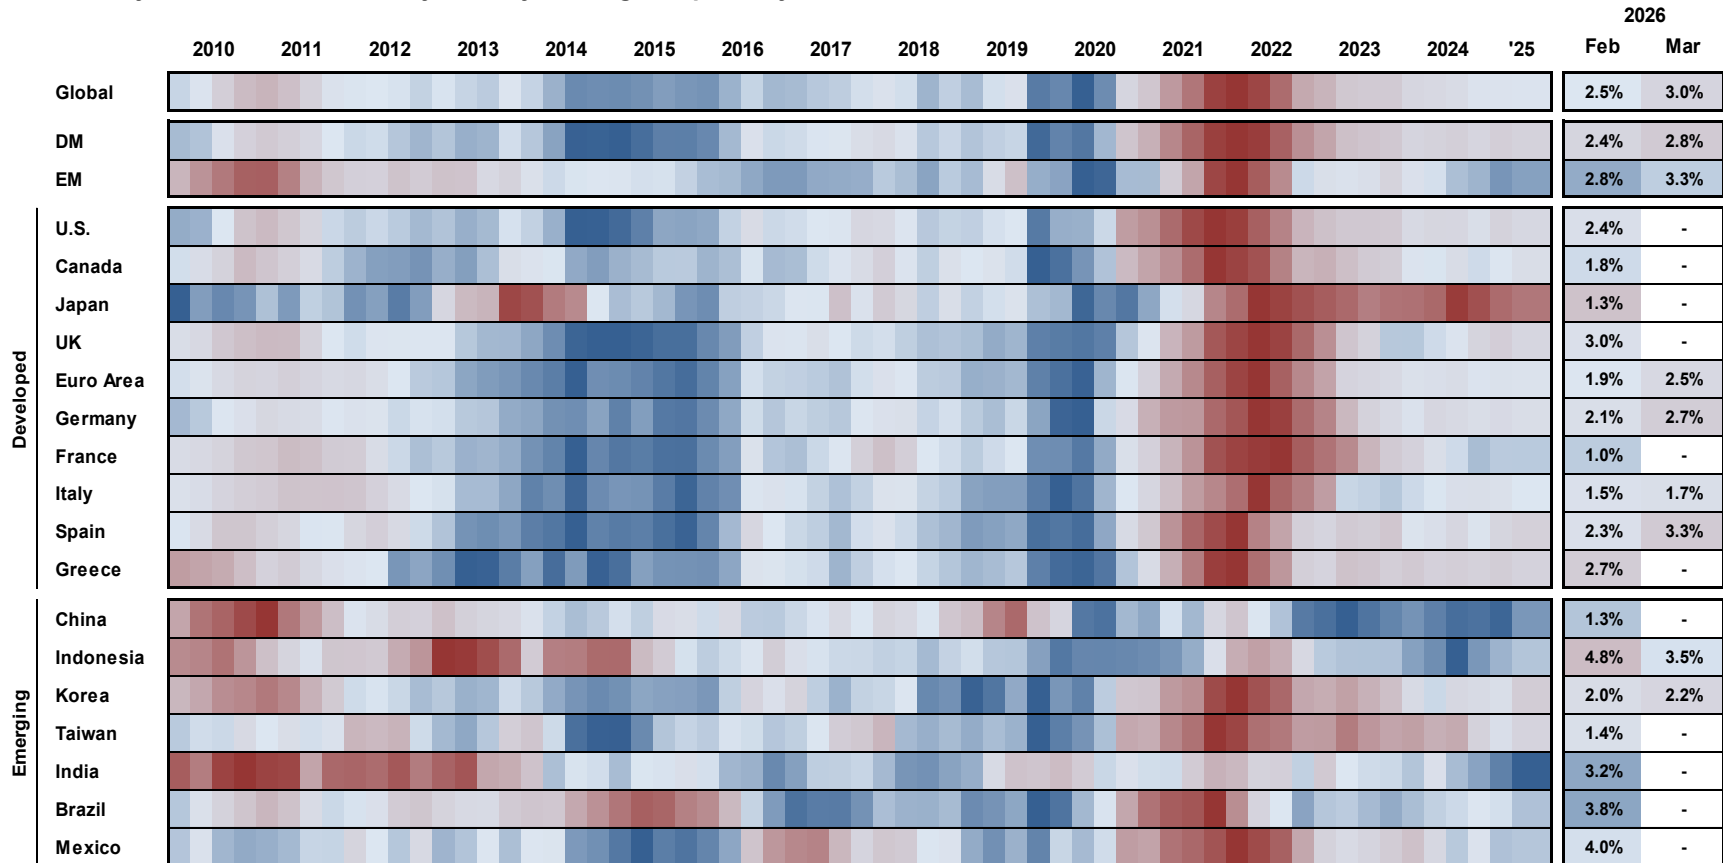 2026
2010 2011 2012 2013 2014 2015 2016 2017 2018 2019 2020 2021 2022 2023 2024 '25 Feb Mar
Global 2.5% 3.0%
DM 2.4% 2.8%
EM 2.8% 3.3%
Developed
U.S. 2.4% -
Canada 1.8% -
Japan 1.3% -
UK 3.0% -
Euro Area 1.9% 2.5%
Germany 2.1% 2.7%
France 1.0% -
Italy 1.5% 1.7%
Spain 2.3% 3.3%
Greece 2.7% -
Emerging
China 1.3% -
Indonesia 4.8% 3.5%
Korea 2.0% 2.2%
Taiwan 1.4% -
India 3.2% -
Brazil 3.8% -
Mexico 4.0% -